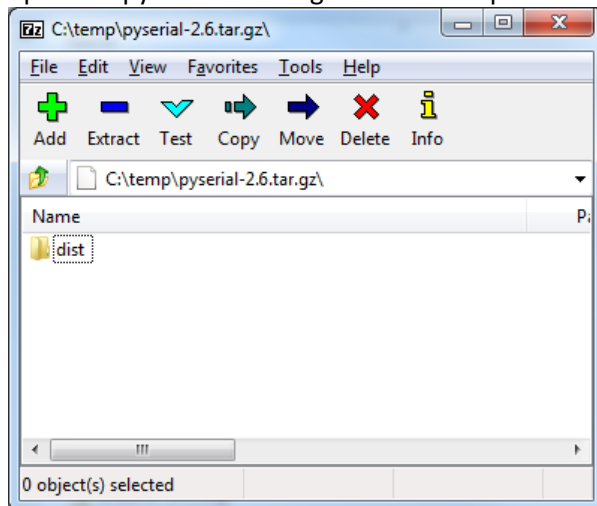 C:\temp\pyserial-2.6.tar.gz\
File Edit View Favorites Tools Help
Add Extract Test Copy Move Delete Info
C:\temp\pyserial-2.6.tar.gz\
Name
dist
0 object(s) selected